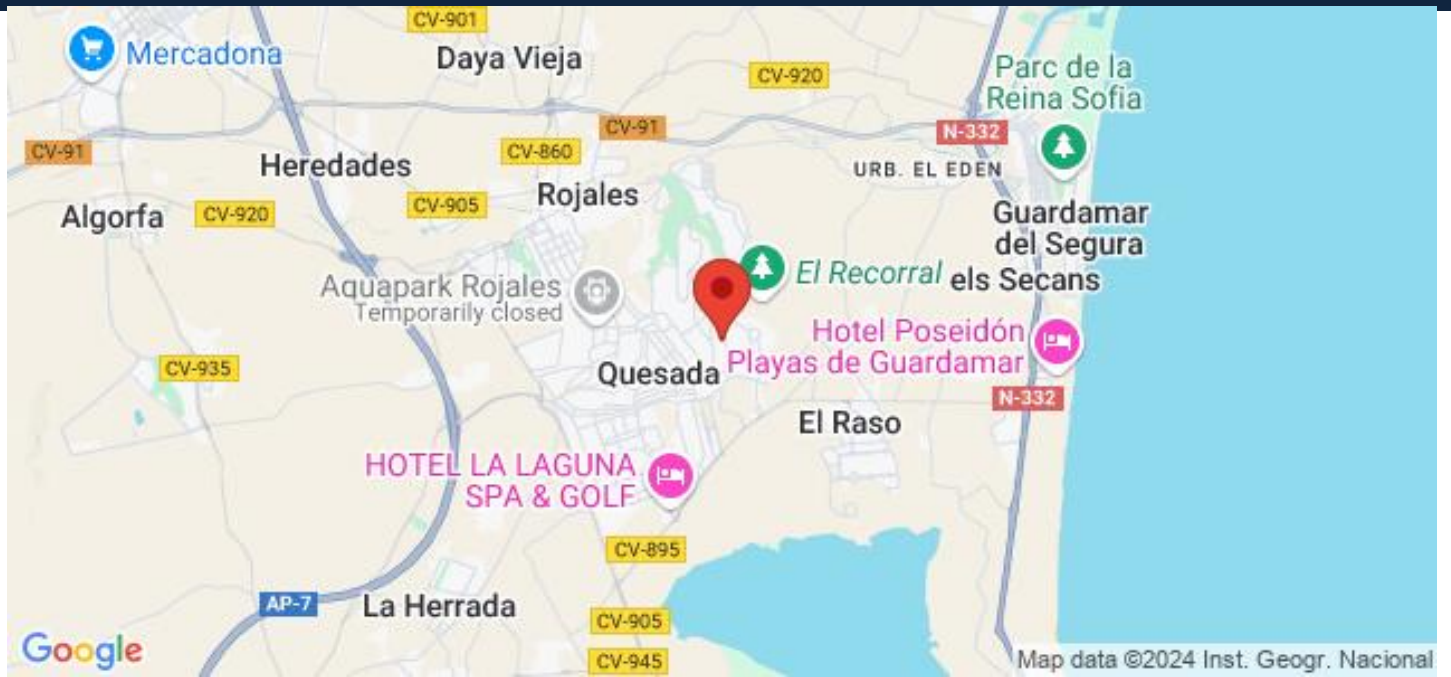 CV-901
Mercadona
Daya Vieja
CV-920
Parc de la
Reina Sofia
CV-91
N-332
CV-91
CV-860
Heredades
URB. EL EDEN
Rojales
Algorfa
CV-920
CV-905
Guardamar
del Segura
Aquapark Rojales
Temporarily closed
El Recorral
els Secans
Hotel Poseidón
Playas de Guardamar
CV-935
Quesada
N-332
El Raso
HOTEL LA LAGUNA
SPA & GOLF
CV-895
AP-7
La Herrada
CV-905
CV-945
Google
Map data ©2024 Inst. Geogr. Nacional